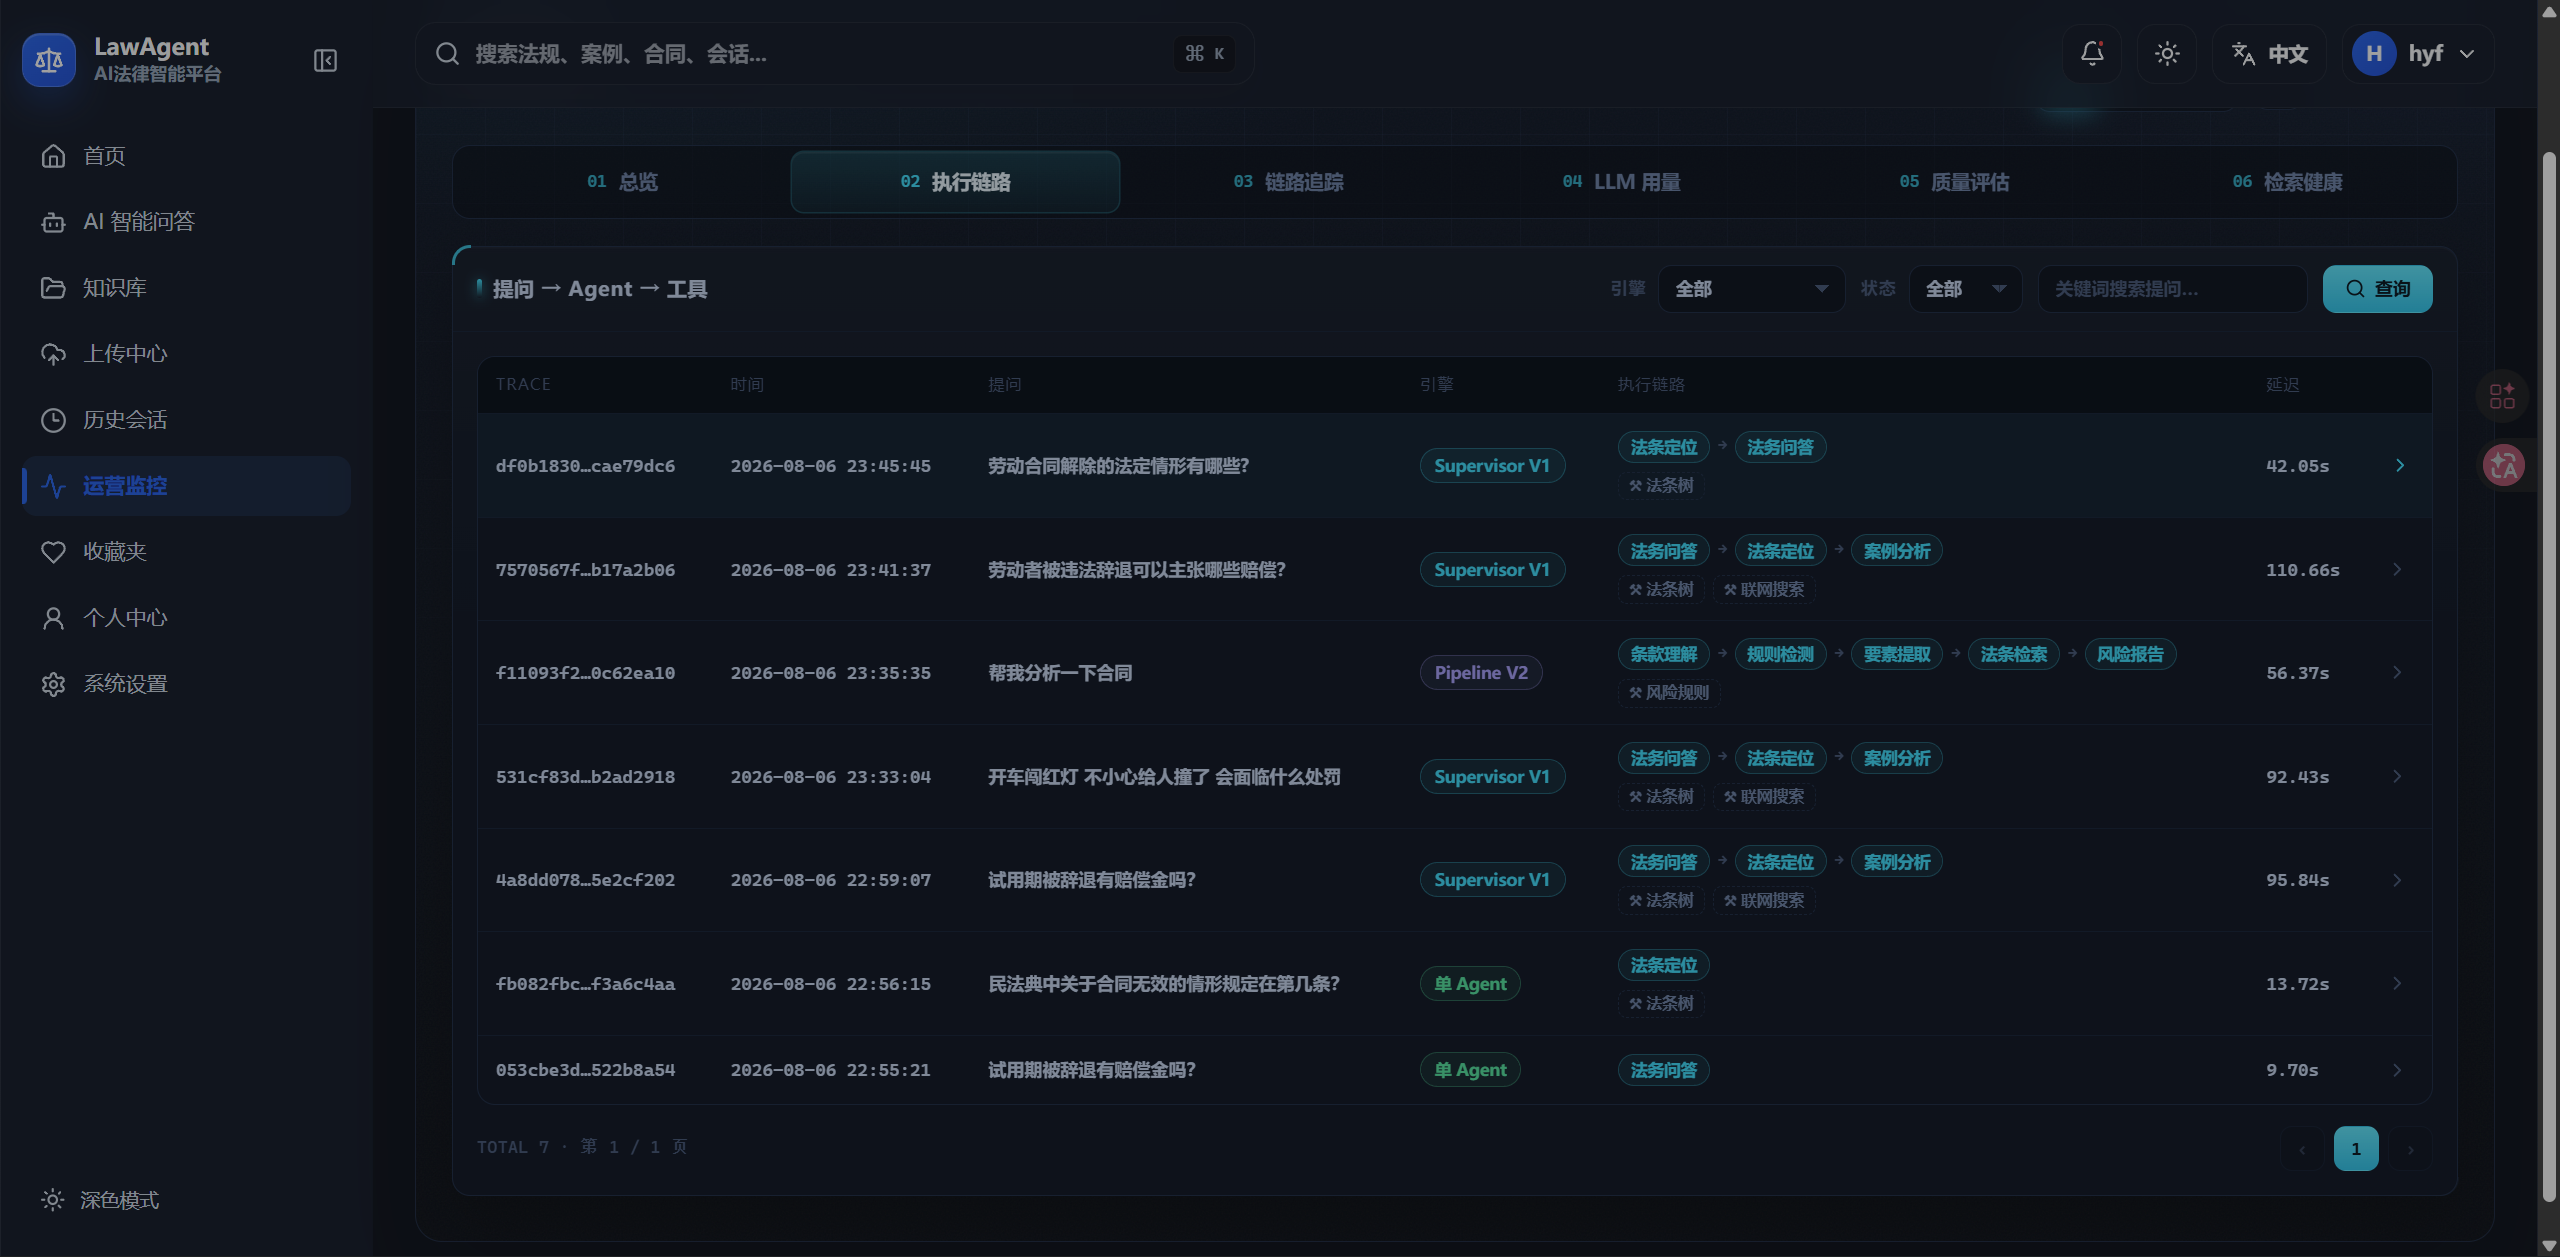 LawAgent
AI法律智能平台
搜索法规、案例、合同、会话...
⌘ K
中文
H
hyf
首页
AI 智能问答
知识库
上传中心
历史会话
运营监控
收藏夹
个人中心
系统设置
深色模式
01 总览
02 执行链路
03 链路追踪
04 LLM 用量
05 质量评估
06 检索健康
提问 → Agent → 工具
引擎 全部
状态 全部
关键词搜索提问...
查询
TRACE 时间 提问 引擎 执行链路 延迟
df0b1830…cae79dc6 2026-08-06 23:45:45 劳动合同解除的法定情形有哪些? Supervisor V1 法条定位 → 法务问答 42.05s
法条树
7570567f…b17a2b06 2026-08-06 23:41:37 劳动者被违法辞退可以主张哪些赔偿? Supervisor V1 法务问答 → 法条定位 → 案例分析 110.66s
法条树 联网搜索
f11093f2…0c62ea10 2026-08-06 23:35:35 帮我分析一下合同 Pipeline V2 条款理解 → 规则检测 → 要素提取 → 法条检索 → 风险报告 56.37s
风险规则
531cf83d…b2ad2918 2026-08-06 23:33:04 开车闯红灯 不小心给人撞了 会面临什么处罚 Supervisor V1 法务问答 → 法条定位 → 案例分析 92.43s
法条树 联网搜索
4a8dd078…5e2cf202 2026-08-06 22:59:07 试用期被辞退有赔偿金吗? Supervisor V1 法务问答 → 法条定位 → 案例分析 95.84s
法条树 联网搜索
fb082fbc…f3a6c4aa 2026-08-06 22:56:15 民法典中关于合同无效的情形规定在第几条? 单 Agent 法条定位 13.72s
法条树
053cbe3d…522b8a54 2026-08-06 22:55:21 试用期被辞退有赔偿金吗? 单 Agent 法务问答 9.70s
TOTAL 7 · 第 1 / 1 页
‹ 1 ›